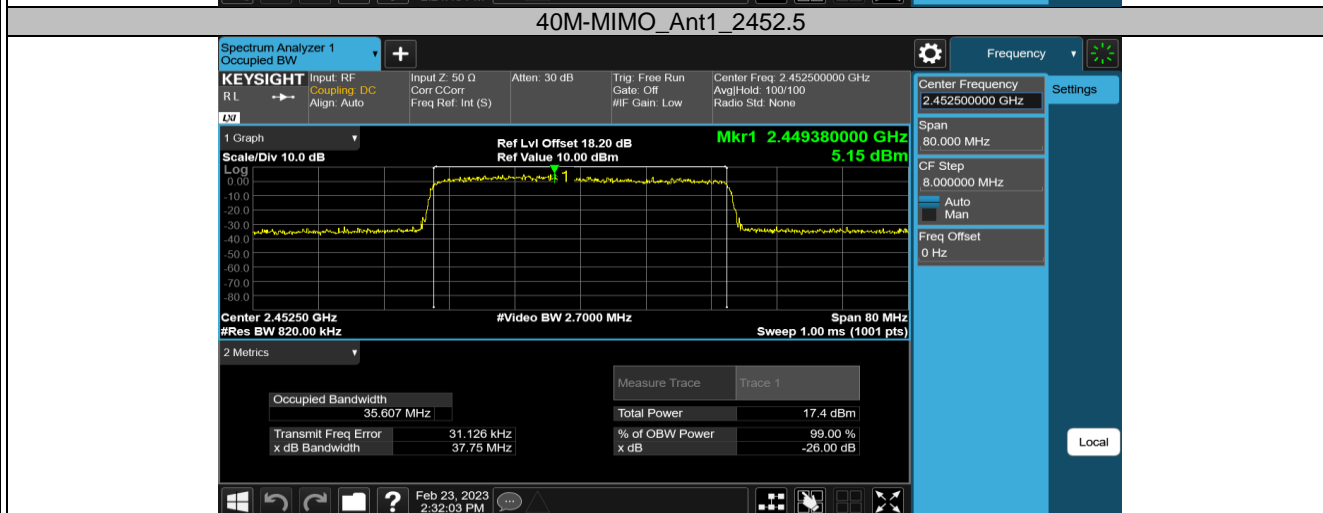 40M-MIMO_Ant1_2452.5
Spectrum Analyzer 1
Occupied BW
Frequency
KEYSIGHT
RL
LXI
Input: RF
Coupling: DC
Align: Auto
Input Z: 50 Ω
Corr CCorr
Freq Ref: Int (S)
Atten: 30 dB
Trig: Free Run
Gate: Off
#IF Gain: Low
Center Freq: 2.452500000 GHz
Avg|Hold: 100/100
Radio Std: None
Center Frequency
2.452500000 GHz
Settings
Span
80.000 MHz
CF Step
8.000000 MHz
Auto
Man
Freq Offset
0 Hz
1 Graph
Scale/Div 10.0 dB
Ref Lvl Offset 18.20 dB
Ref Value 10.00 dBm
Mkr1 2.449380000 GHz
5.15 dBm
Log
0.00
-10.0
-20.0
-30.0
-40.0
-50.0
-60.0
-70.0
-80.0
1
Center 2.45250 GHz
#Video BW 2.7000 MHz
Span 80 MHz
#Res BW 820.00 kHz
Sweep 1.00 ms (1001 pts)
2 Metrics
Measure Trace
Trace 1
Occupied Bandwidth
35.607 MHz
Total Power
17.4 dBm
Transmit Freq Error
31.126 kHz
% of OBW Power
99.00 %
x dB Bandwidth
37.75 MHz
x dB
-26.00 dB
Local
Feb 23, 2023
2:32:03 PM